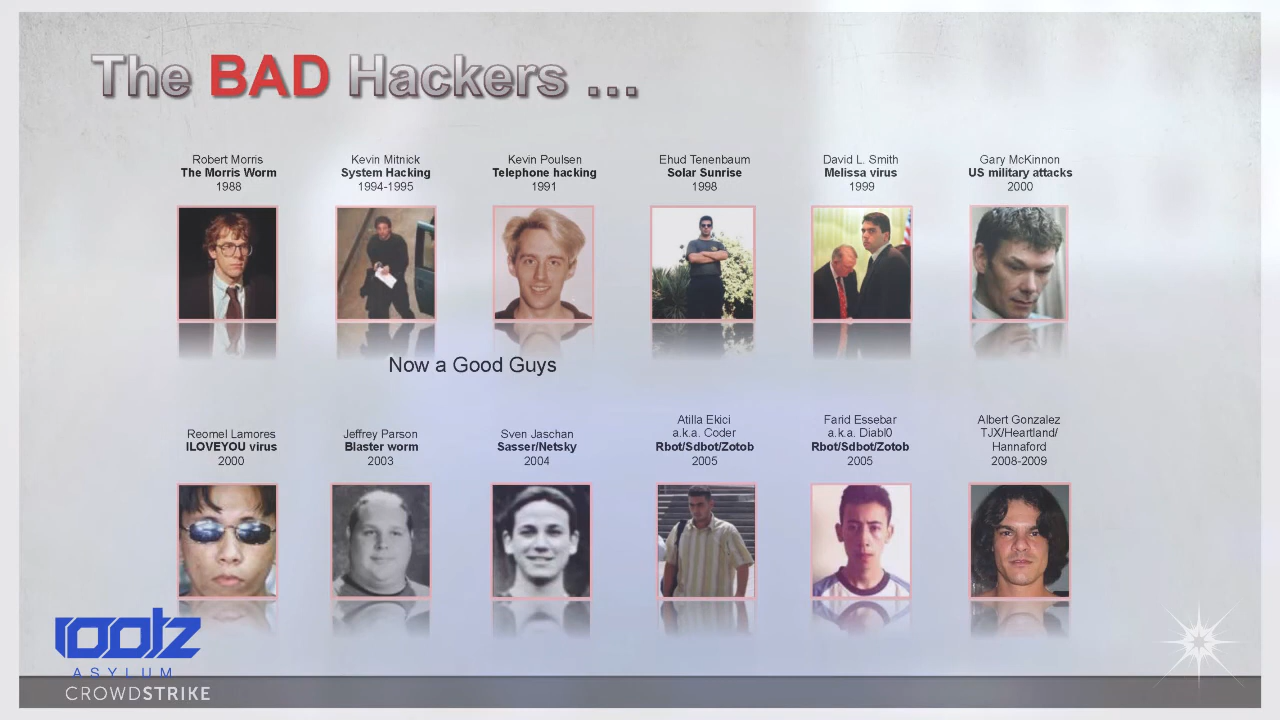 The BAD Hackers ...
Robert Morris
The Morris Worm
1988
Kevin Mitnick
System Hacking
1994-1995
Kevin Poulsen
Telephone hacking
1991
Ehud Tenenbaum
Solar Sunrise
1998
David L. Smith
Melissa virus
1999
Gary McKinnon
US military attacks
2000
Now a Good Guys
Reomel Lamores
ILOVEYOU virus
2000
Jeffrey Parson
Blaster worm
2003
Sven Jaschan
Sasser/Netsky
2004
Atilla Ekici
a.k.a. Coder
Rbot/Sdbot/Zotob
2005
Farid Essebar
a.k.a. Diabl0
Rbot/Sdbot/Zotob
2005
Albert Gonzalez
TJX/Heartland/
Hannaford
2008-2009
rootz
ASYLUM
CROWDSTRIKE